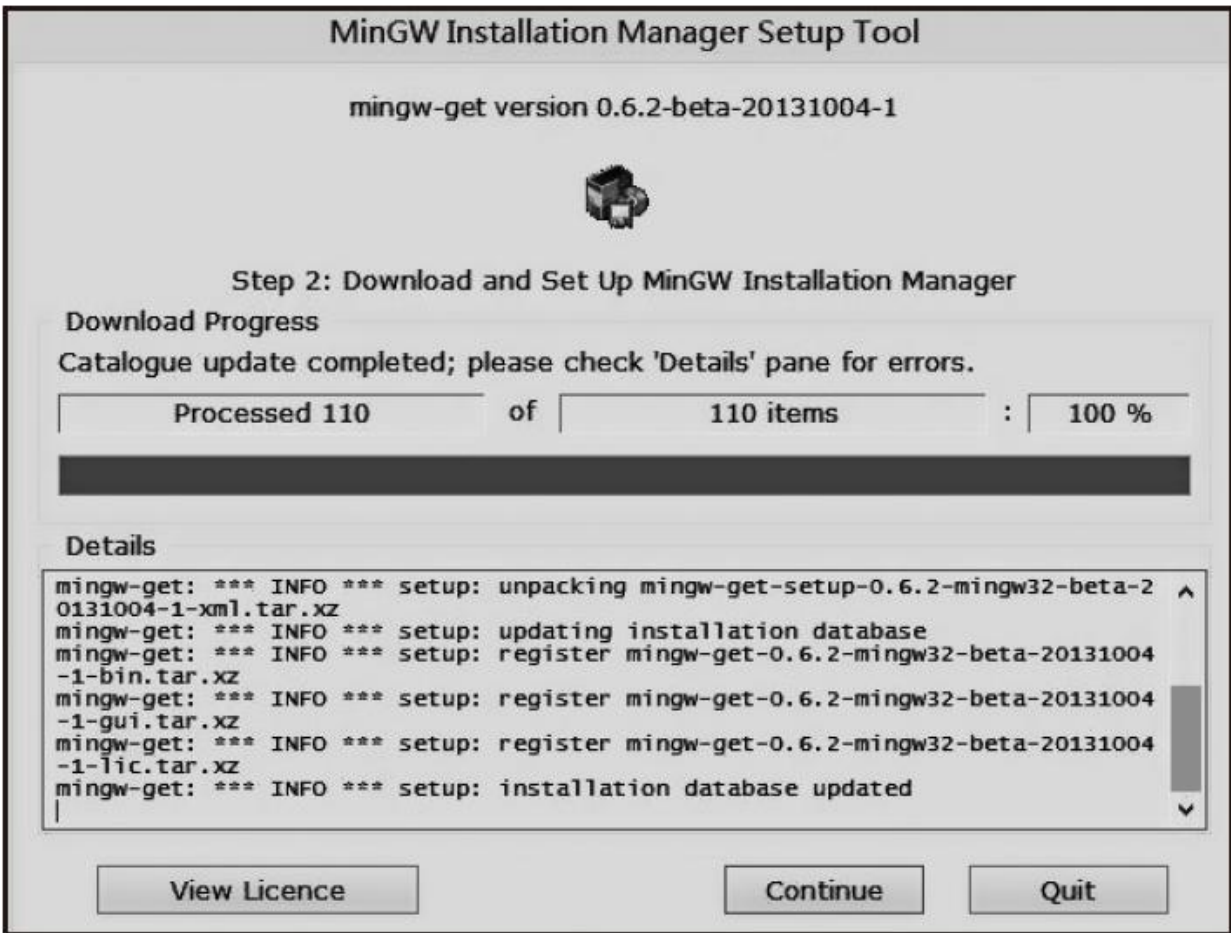 MinGW Installation Manager Setup Tool
mingw-get version 0.6.2-beta-20131004-1
Step 2: Download and Set Up MinGW Installation Manager
Download Progress
Catalogue update completed; please check 'Details' pane for errors.
Processed 110 of 110 items : 100 %
Details
mingw-get: *** INFO *** setup: unpacking mingw-get-setup-0.6.2-mingw32-beta-2
0131004-1-xml.tar.xz
mingw-get: *** INFO *** setup: updating installation database
mingw-get: *** INFO *** setup: register mingw-get-0.6.2-mingw32-beta-20131004
-1-bin.tar.xz
mingw-get: *** INFO *** setup: register mingw-get-0.6.2-mingw32-beta-20131004
-1-gui.tar.xz
mingw-get: *** INFO *** setup: register mingw-get-0.6.2-mingw32-beta-20131004
-1-lic.tar.xz
mingw-get: *** INFO *** setup: installation database updated
View Licence Continue Quit